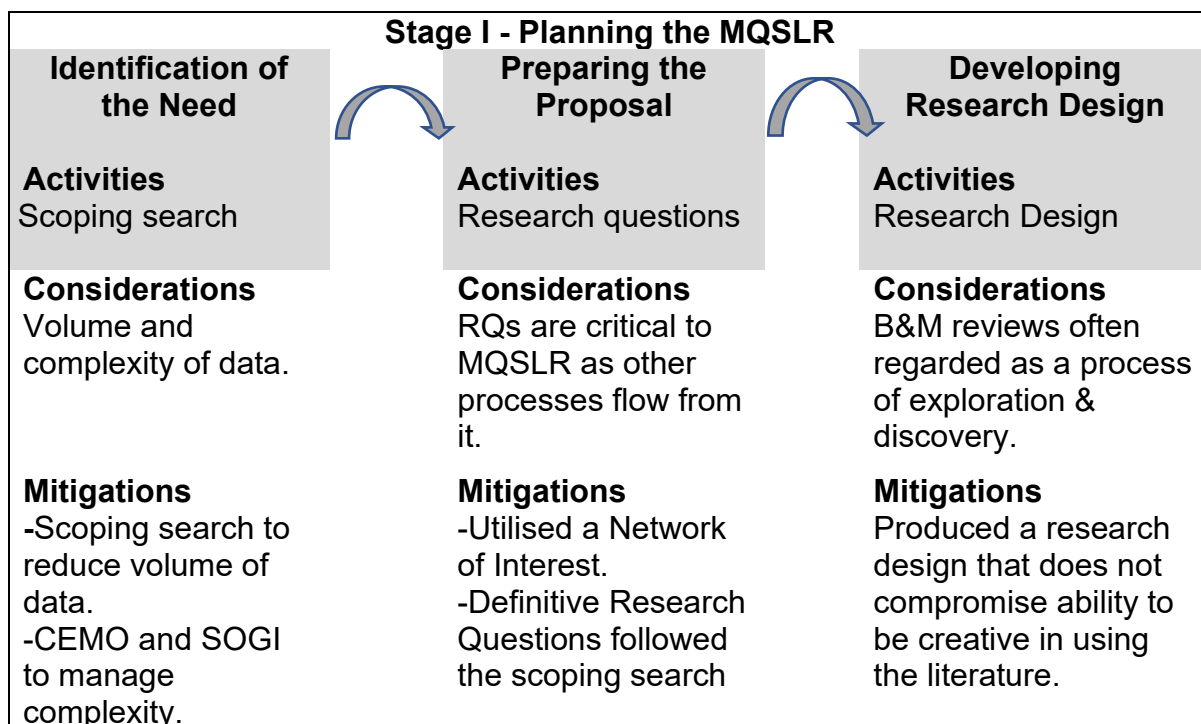 Stage I - Planning the MQSLR
Identification of
the Need
Activities
Scoping search
Considerations
Volume and
complexity of data.
Mitigations
-Scoping search to
reduce volume of
data.
-CEMO and SOGI
to manage
complexity.
Preparing the
Proposal
Activities
Research questions
Considerations
RQs are critical to
MQSLR as other
processes flow from
it.
Mitigations
-Utilised a Network
of Interest.
-Definitive Research
Questions followed
the scoping search
Developing
Research Design
Activities
Research Design
Considerations
B&M reviews often
regarded as a process
of exploration &
discovery.
Mitigations
Produced a research
design that does not
compromise ability to
be creative in using
the literature.